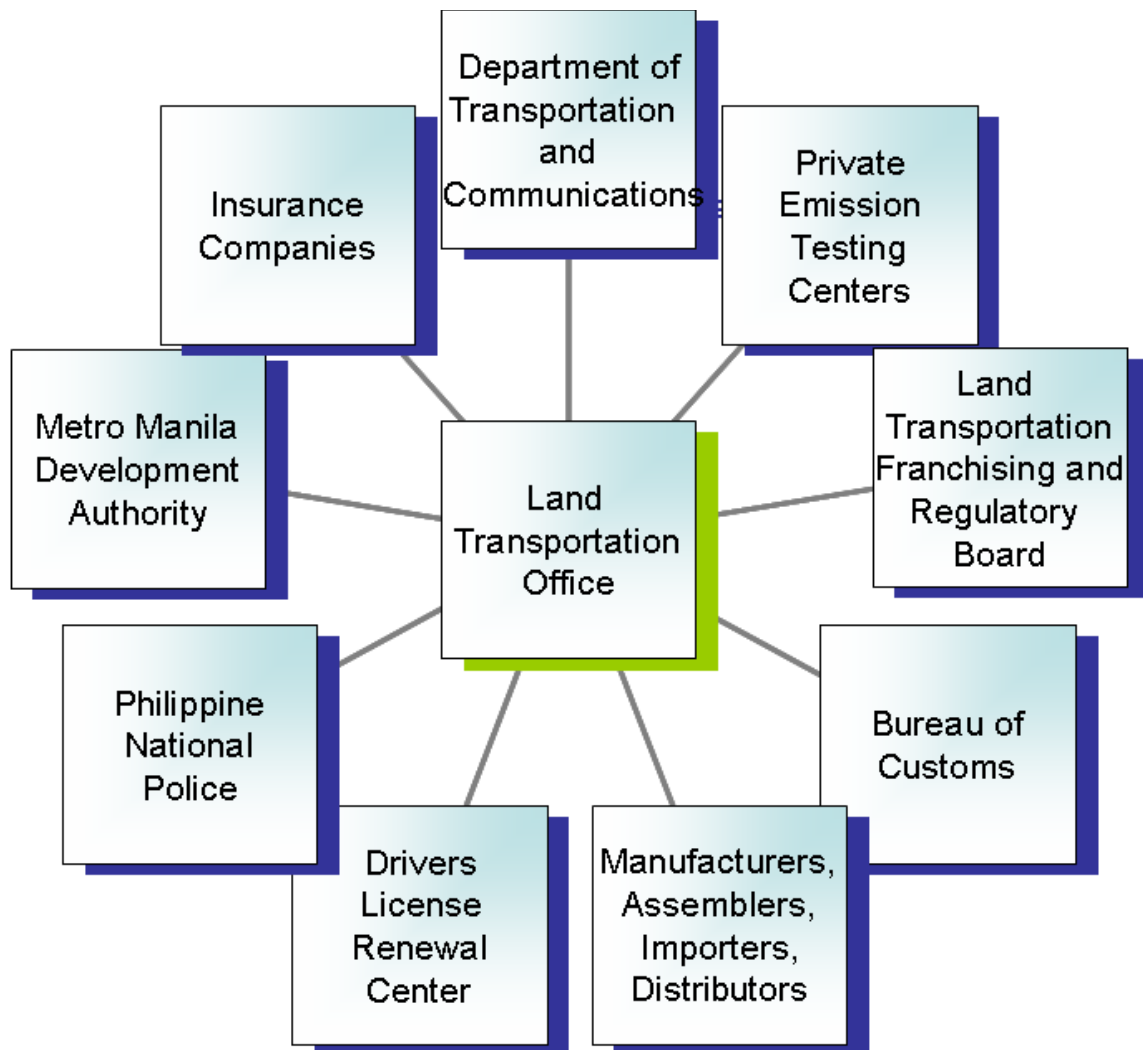 Department of
Transportation
and
Communications
Private
Emission
Testing
Centers
Land
Transportation
Franchising and
Regulatory
Board
Bureau of
Customs
Manufacturers,
Assemblers,
Importers,
Distributors
Drivers
License
Renewal
Center
Philippine
National
Police
Metro Manila
Development
Authority
Insurance
Companies
Land
Transportation
Office